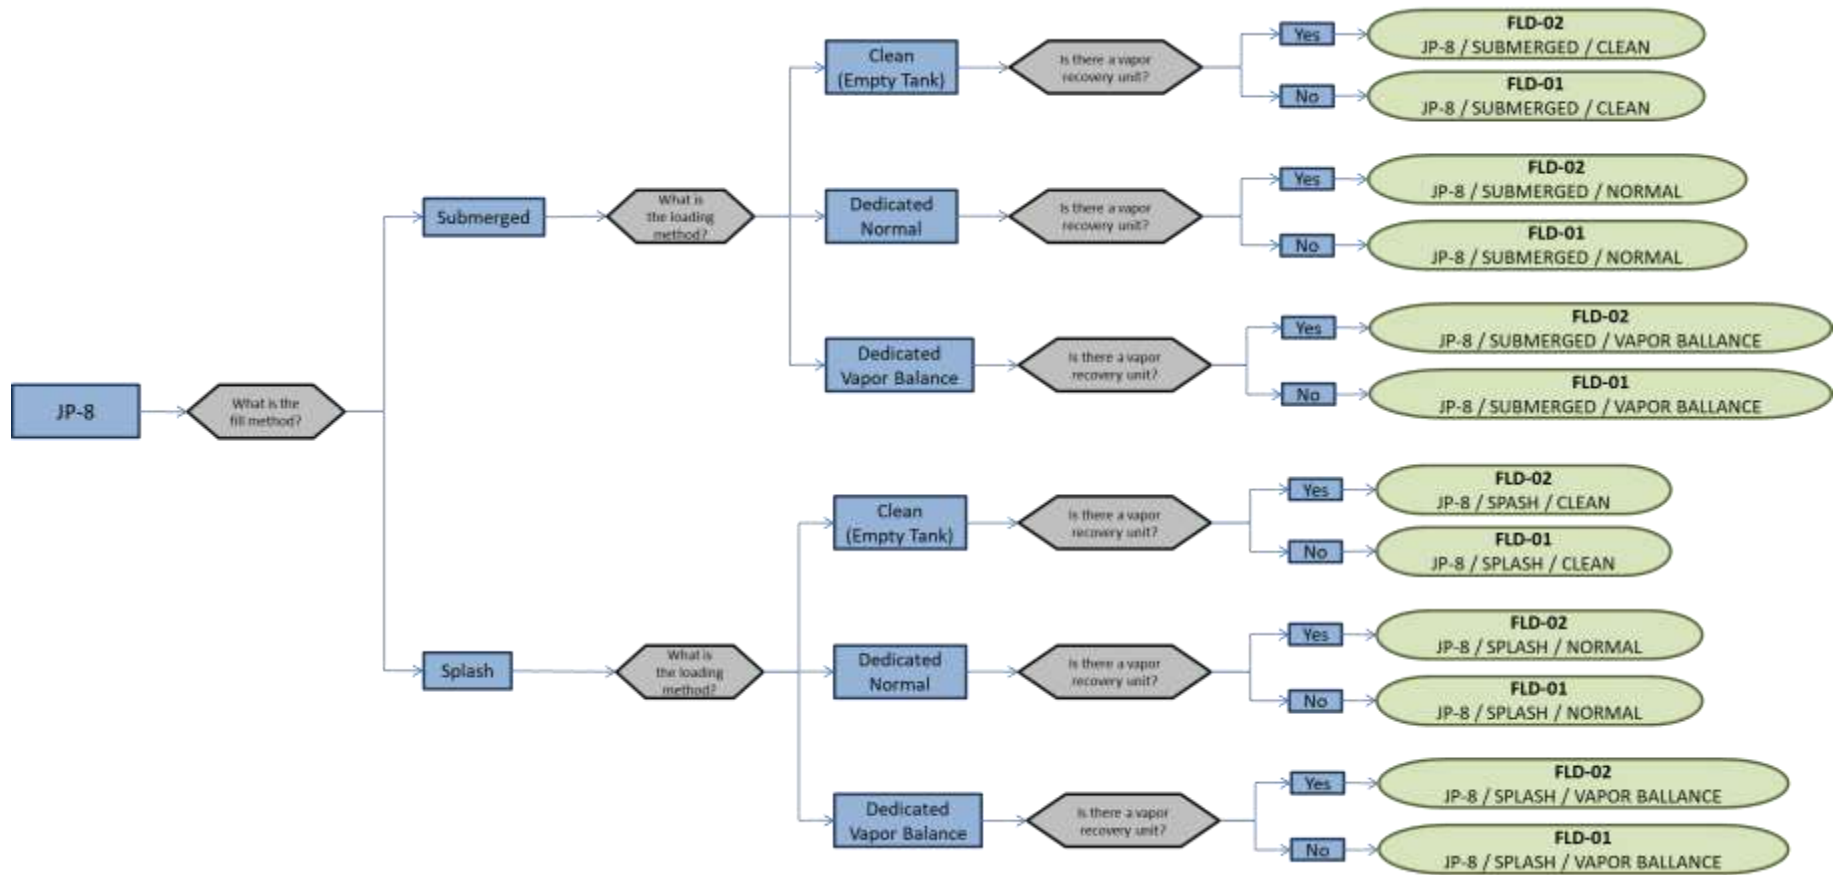 JP-8
What is the
fill method?
Submerged
What is
the loading
method?
Clean
(Empty Tank)
Is there a vapor
recovery unit?
Yes
FLD-02
JP-8 / SUBMERGED / CLEAN
No
FLD-01
JP-8 / SUBMERGED / CLEAN
Dedicated
Normal
Is there a vapor
recovery unit?
Yes
FLD-02
JP-8 / SUBMERGED / NORMAL
No
FLD-01
JP-8 / SUBMERGED / NORMAL
Dedicated
Vapor Balance
Is there a vapor
recovery unit?
Yes
FLD-02
JP-8 / SUBMERGED / VAPOR BALLANCE
No
FLD-01
JP-8 / SUBMERGED / VAPOR BALLANCE
Splash
What is
the loading
method?
Clean
(Empty Tank)
Is there a vapor
recovery unit?
Yes
FLD-02
JP-8 / SPASH / CLEAN
No
FLD-01
JP-8 / SPLASH / CLEAN
Dedicated
Normal
Is there a vapor
recovery unit?
Yes
FLD-02
JP-8 / SPLASH / NORMAL
No
FLD-01
JP-8 / SPLASH / NORMAL
Dedicated
Vapor Balance
Is there a vapor
recovery unit?
Yes
FLD-02
JP-8 / SPLASH / VAPOR BALLANCE
No
FLD-01
JP-8 / SPLASH / VAPOR BALLANCE